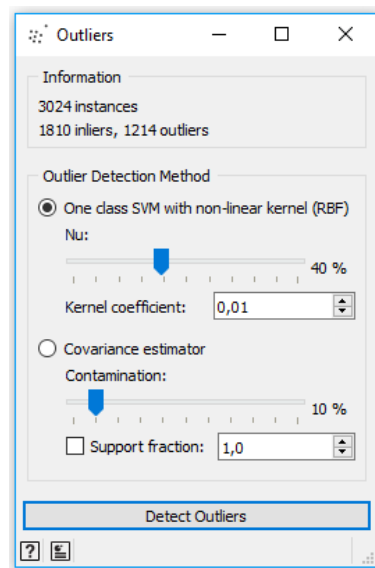 Outliers
Information
3024 instances
1810 inliers, 1214 outliers
Outlier Detection Method
One class SVM with non-linear kernel (RBF)
Nu:
40 %
Kernel coefficient: 0,01
Covariance estimator
Contamination:
10 %
Support fraction: 1,0
Detect Outliers
?